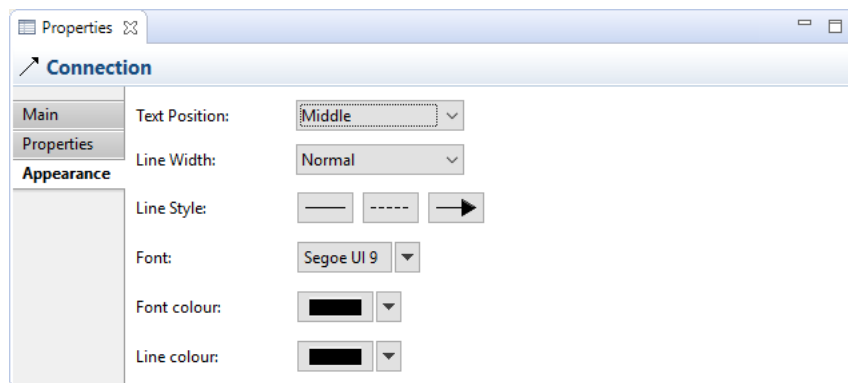 Properties
Connection
Main
Properties
Appearance
Text Position:
Middle
Line Width:
Normal
Line Style:
Font:
Segoe UI 9
Font colour:
Line colour: